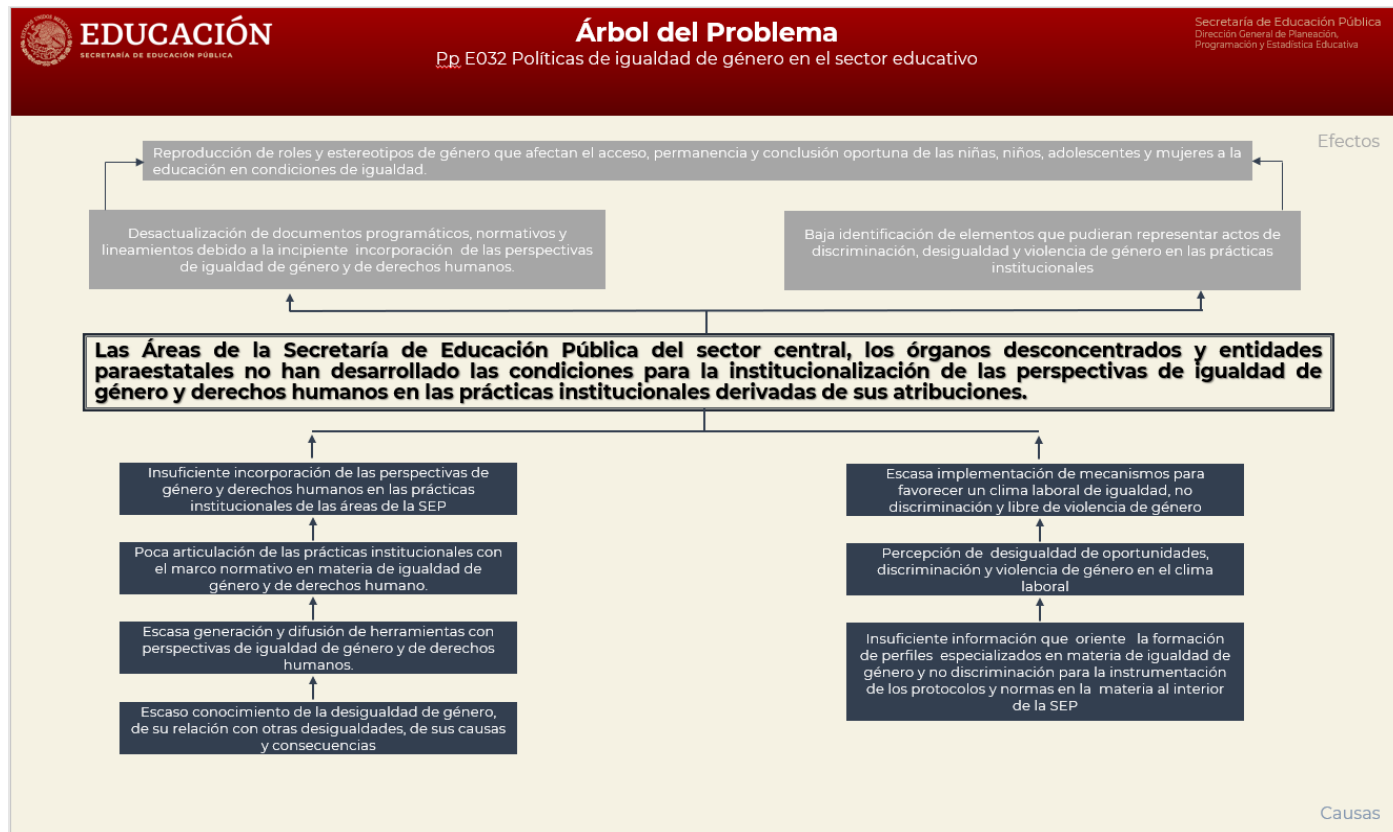 EDUCACIÓN
SECRETARÍA DE EDUCACIÓN PÚBLICA
Árbol del Problema
Pp E032 Políticas de igualdad de género en el sector educativo
Secretaría de Educación Pública
Dirección General de Planeación,
Programación y Estadística Educativa
Efectos
Reproducción de roles y estereotipos de género que afectan el acceso, permanencia y conclusión oportuna de las niñas, niños, adolescentes y mujeres a la
educación en condiciones de igualdad.
Desactualización de documentos programáticos, normativos y
lineamientos debido a la incipiente incorporación de las perspectivas
de igualdad de género y de derechos humanos.
Baja identificación de elementos que pudieran representar actos de
discriminación, desigualdad y violencia de género en las prácticas
institucionales
Las Áreas de la Secretaría de Educación Pública del sector central, los órganos desconcentrados y entidades
paraestatales no han desarrollado las condiciones para la institucionalización de las perspectivas de igualdad de
género y derechos humanos en las prácticas institucionales derivadas de sus atribuciones.
Insuficiente incorporación de las perspectivas de
género y derechos humanos en las prácticas
institucionales de las áreas de la SEP
Poca articulación de las prácticas institucionales con
el marco normativo en materia de igualdad de
género y de derechos humano.
Escasa generación y difusión de herramientas con
perspectivas de igualdad de género y de derechos
humanos.
Escaso conocimiento de la desigualdad de género,
de su relación con otras desigualdades, de sus causas
y consecuencias
Escasa implementación de mecanismos para
favorecer un clima laboral de igualdad, no
discriminación y libre de violencia de género
Percepción de desigualdad de oportunidades,
discriminación y violencia de género en el clima
laboral
Insuficiente información que oriente la formación
de perfiles especializados en materia de igualdad de
género y no discriminación para la instrumentación
de los protocolos y normas en la materia al interior
de la SEP
Causas